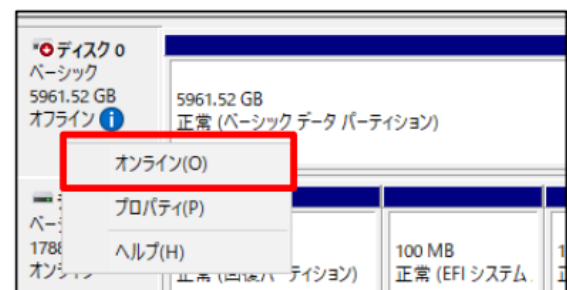 ディスク 0
ベーシック
5961.52 GB
オフライン
5961.52 GB
正常 (ベーシック データ パーティション)
オンライン(O)
プロパティ(P)
ヘルプ(H)
100 MB
正常 (EFI システム